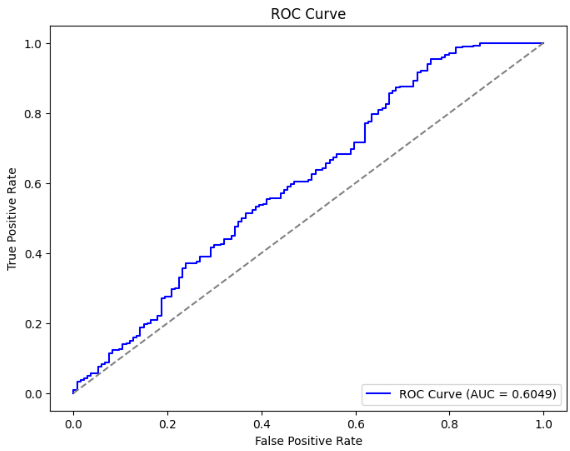 ROC Curve
True Positive Rate
1.0
0.8
0.6
0.4
0.2
0.0
ROC Curve (AUC = 0.6049)
0.0 0.2 0.4 0.6 0.8 1.0
False Positive Rate